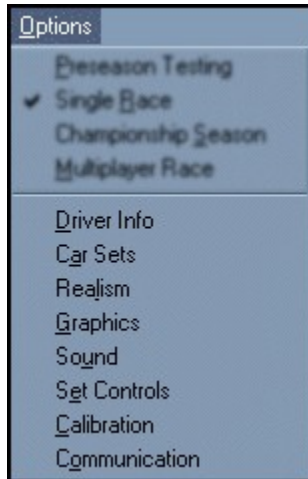 Options
Preseason Testing
Single Race
Championship Season
Multiplayer Race
Driver Info
Car Sets
Realism
Graphics
Sound
Set Controls
Calibration
Communication